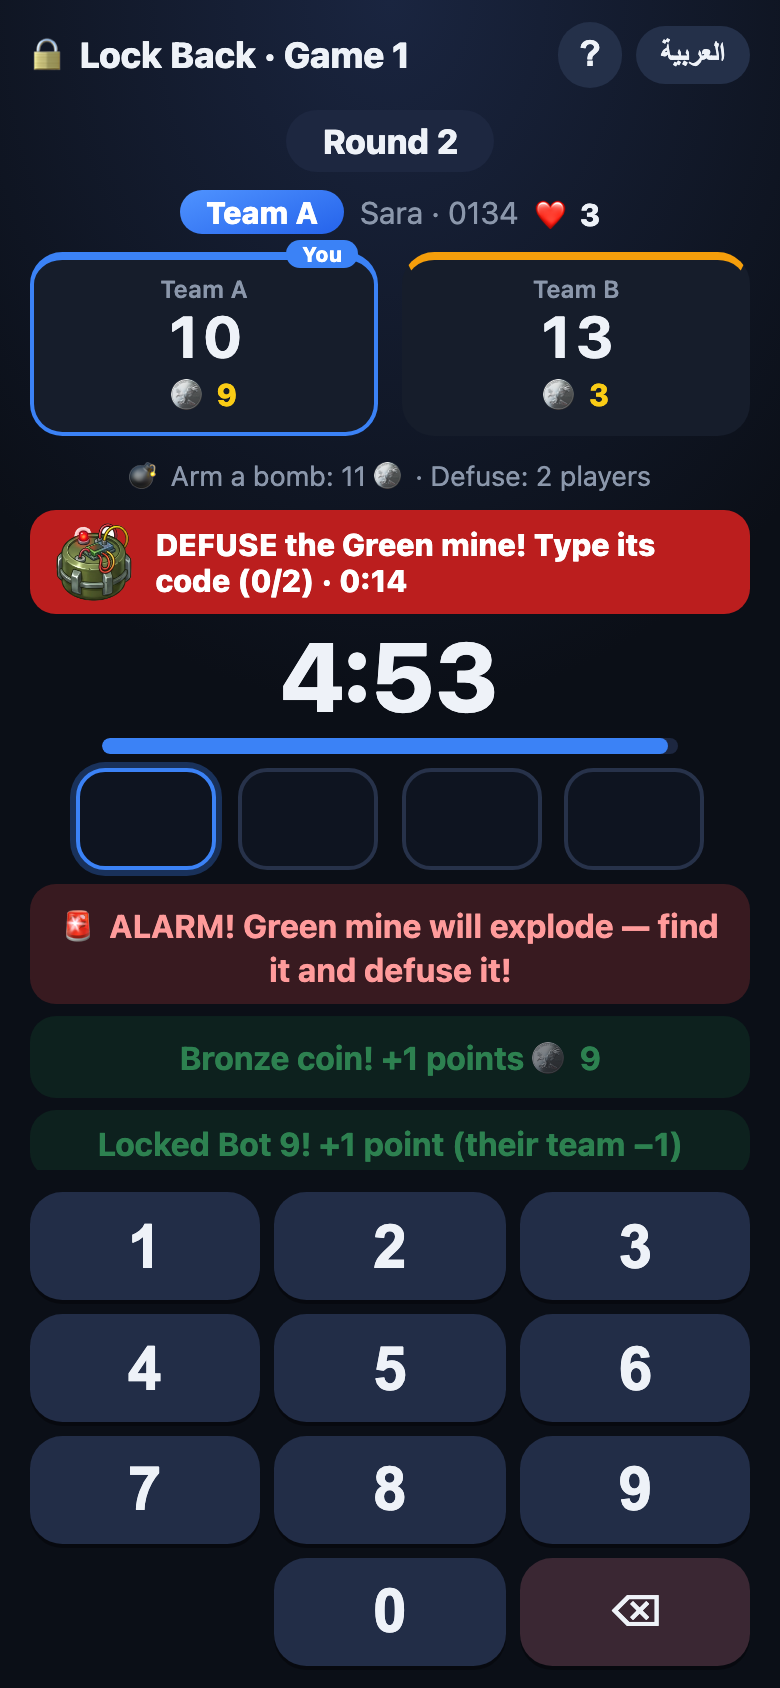 Lock Back · Game 1
?
العربية
Round 2
Team A Sara · 0134 3
You
Team A
10
9
Team B
13
3
Arm a bomb: 11 · Defuse: 2 players
DEFUSE the Green mine! Type its
code (0/2) · 0:14
4:53
ALARM! Green mine will explode — find
it and defuse it!
Bronze coin! +1 points 9
Locked Bot 9! +1 point (their team −1)
1 2 3
4 5 6
7 8 9
0